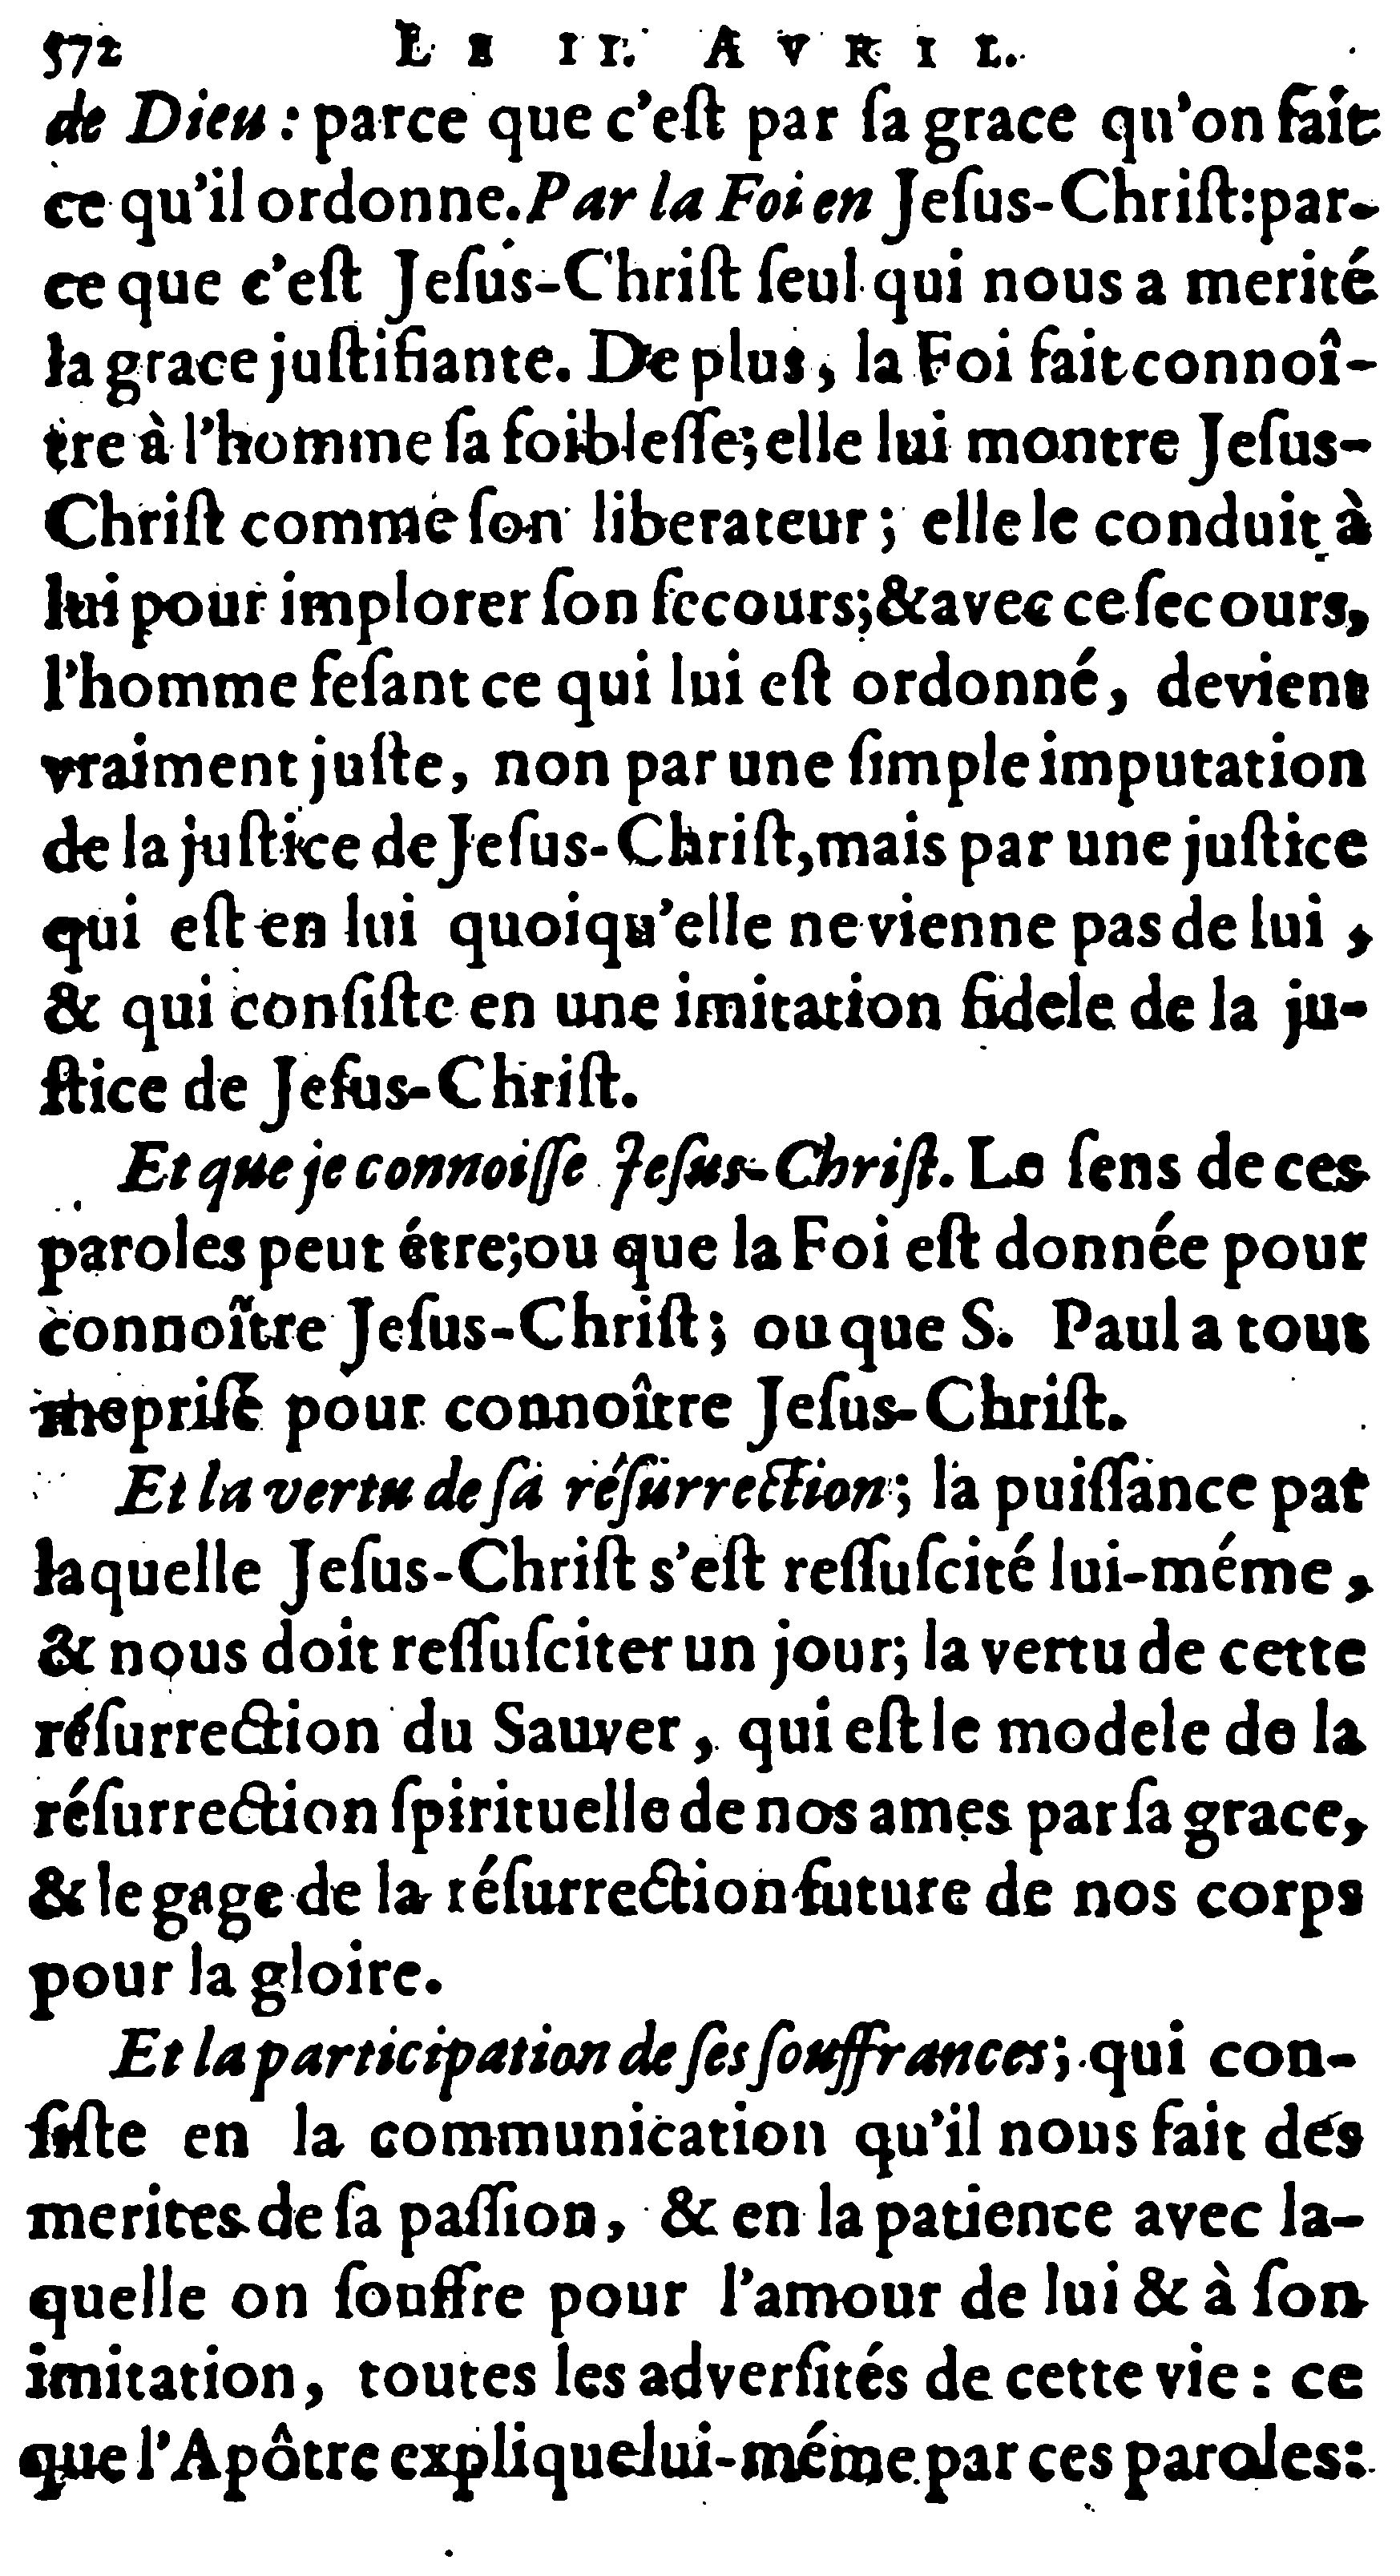 572 LE II. AVRIL.
de Dieu : parce que c'eſt par ſa grace qu'on fait
ce qu'il ordonne. Par la Foi en Jeſus-Chriſt: par-
ce que c'eſt Jeſus-Chriſt ſeul qui nous a merité
la grace juſtifiante. De plus, la Foi fait connoî-
tre à l'homme ſa foibleſſe; elle lui montre Jeſus-
Chriſt comme ſon liberateur ; elle le conduit à
lui pour implorer ſon ſecours; & avec ce ſecours,
l'homme feſant ce qui lui eſt ordonné, devient
vraiment juſte, non par une ſimple imputation
de la juſtice de Jeſus-Chriſt, mais par une juſtice
qui eſt en lui quoiqu'elle ne vienne pas de lui ,
& qui conſiſte en une imitation fidele de la ju-
ſtice de Jeſus-Chriſt.
Et que je connoiſſe Jeſus-Chriſt. Le ſens de ces
paroles peut étre; ou que la Foi eſt donnée pour
connoître Jeſus-Chriſt ; ou que S. Paul a tout
mepriſé pour connoître Jeſus-Chriſt.
Et la vertu de ſa réſurrection ; la puiſſance par
laquelle Jeſus-Chriſt s'eſt reſſuſcité lui-méme ,
& nous doit reſſuſciter un jour; la vertu de cette
réſurrection du Sauver , qui eſt le modele de la
réſurrection ſpirituelle de nos ames par ſa grace,
& le gage de la réſurrection future de nos corps
pour la gloire.
Et la participation de ſes ſouffrances ; qui con-
ſiſte en la communication qu'il nous fait des
merites de ſa paſſion, & en la patience avec la-
quelle on ſouffre pour l'amour de lui & à ſon
imitation, toutes les adverſités de cette vie : ce
que l'Apôtre explique lui-méme par ces paroles: